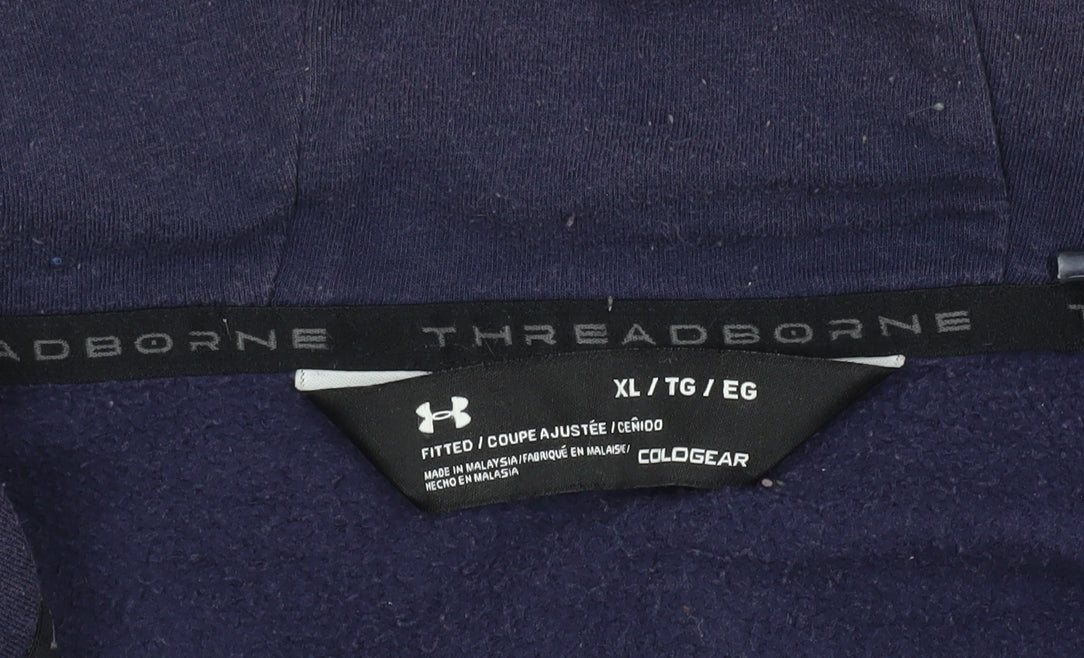 ADBORNE THREADBORNE T
XL / TG / EG
FITTED / COUPE AJUSTÉE / CEÑIDO
MADE IN MALAYSIA / FABRIQUÉ EN MALAISIE /
HECHO EN MALASIA
COLDGEAR